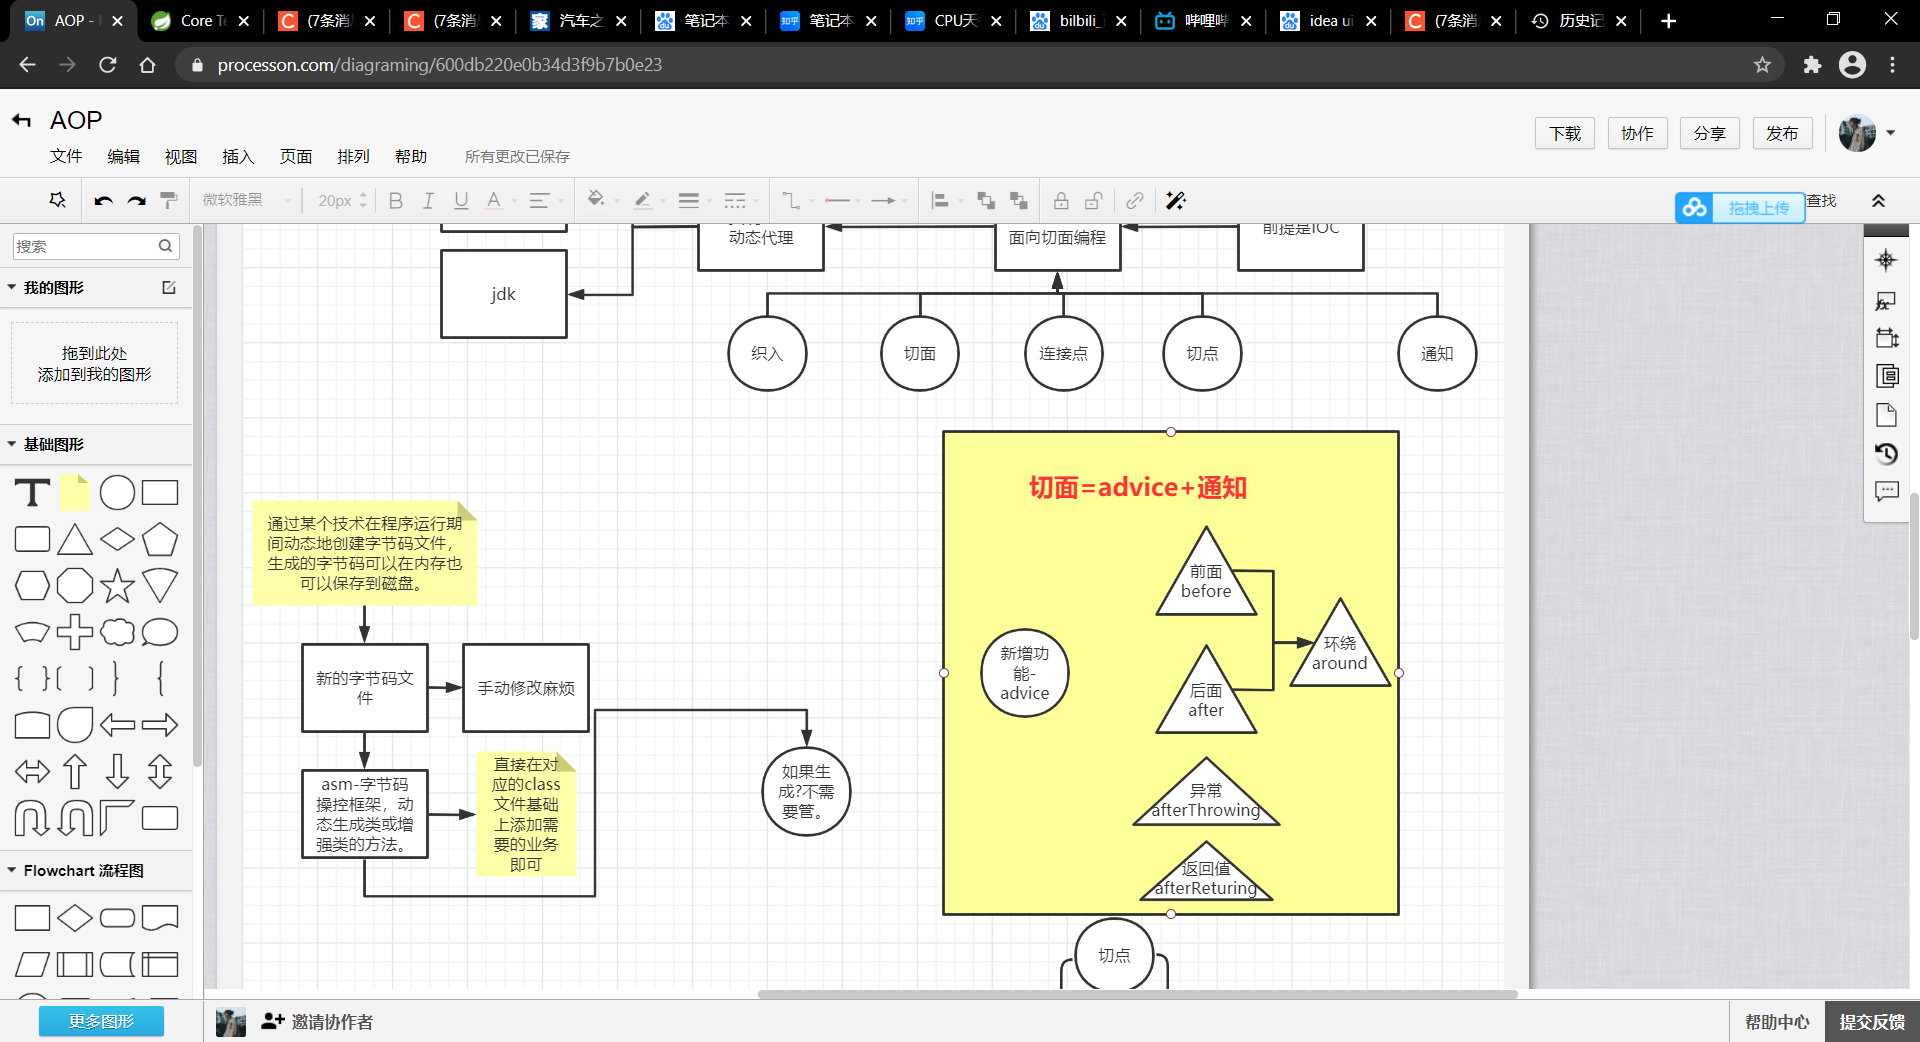 AOP -
Core Te
(7条消
(7条消
汽车之
笔记本
笔记本
CPU天
bilbili_
哔哩哔
idea ui
(7条消
历史记
processon.com/diagraming/600db220e0b34d3f9b7b0e23
AOP
下载
协作
分享
发布
文件
编辑
视图
插入
页面
排列
帮助
所有更改已保存
微软雅黑
20px
拖拽上传
查找
搜索
我的图形
拖到此处
添加到我的图形
基础图形
Flowchart 流程图
更多图形
动态代理
面向切面编程
前提是IOC
jdk
织入
切面
连接点
切点
通知
切面=advice+通知
通过某个技术在程序运行期
间动态地创建字节码文件，
生成的字节码可以在内存也
可以保存到磁盘。
新的字节码文
件
手动修改麻烦
asm-字节码
操控框架，动
态生成类或增
强类的方法。
直接在对
应的class
文件基础
上添加需
要的业务
即可
如果生
成?不需
要管。
新增功
能-
advice
前面
before
后面
after
环绕
around
异常
afterThrowing
返回值
afterReturing
切点
邀请协作者
帮助中心
提交反馈